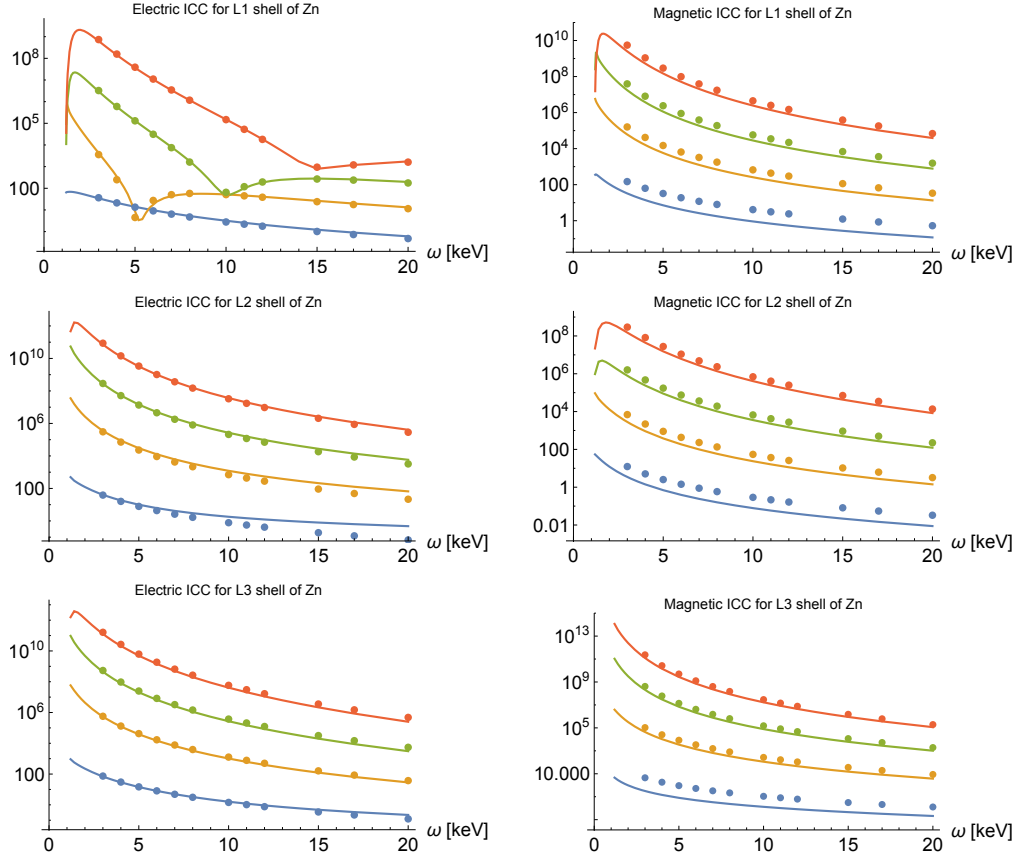 Electric ICC for L1 shell of Zn
10^8
10^5
100
0 5 10 15 20
ω [keV]
Magnetic ICC for L1 shell of Zn
10^10
10^8
10^6
10^4
100
1
0 5 10 15 20
ω [keV]
Electric ICC for L2 shell of Zn
10^10
10^6
100
0 5 10 15 20
ω [keV]
Magnetic ICC for L2 shell of Zn
10^8
10^6
10^4
100
1
0.01
0 5 10 15 20
ω [keV]
Electric ICC for L3 shell of Zn
10^10
10^6
100
0 5 10 15 20
ω [keV]
Magnetic ICC for L3 shell of Zn
10^13
10^9
10^5
10.000
0 5 10 15 20
ω [keV]